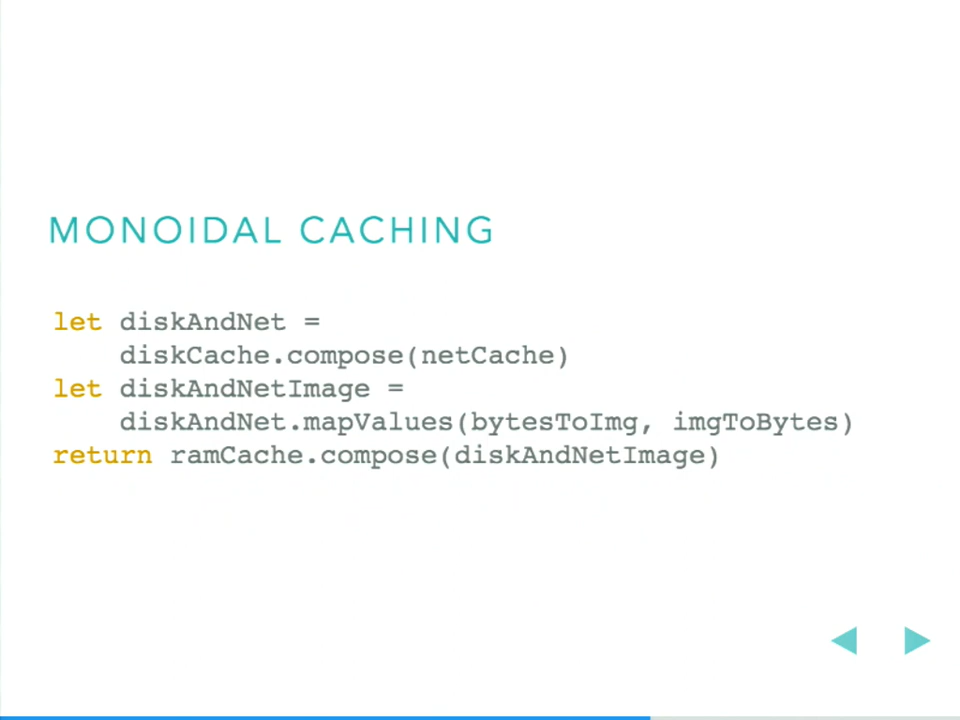 MONOIDAL CACHING
let diskAndNet =
    diskCache.compose(netCache)
let diskAndNetImage =
    diskAndNet.mapValues(bytesToImg, imgToBytes)
return ramCache.compose(diskAndNetImage)